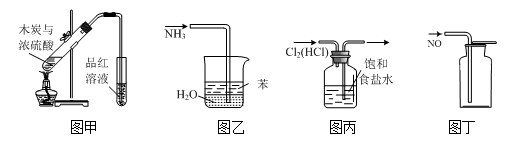 木炭与
浓硫酸
品红
溶液
图甲
NH₃
H₂O
苯
图乙
Cl₂(HCl)
饱和
食盐水
图丙
NO
图丁